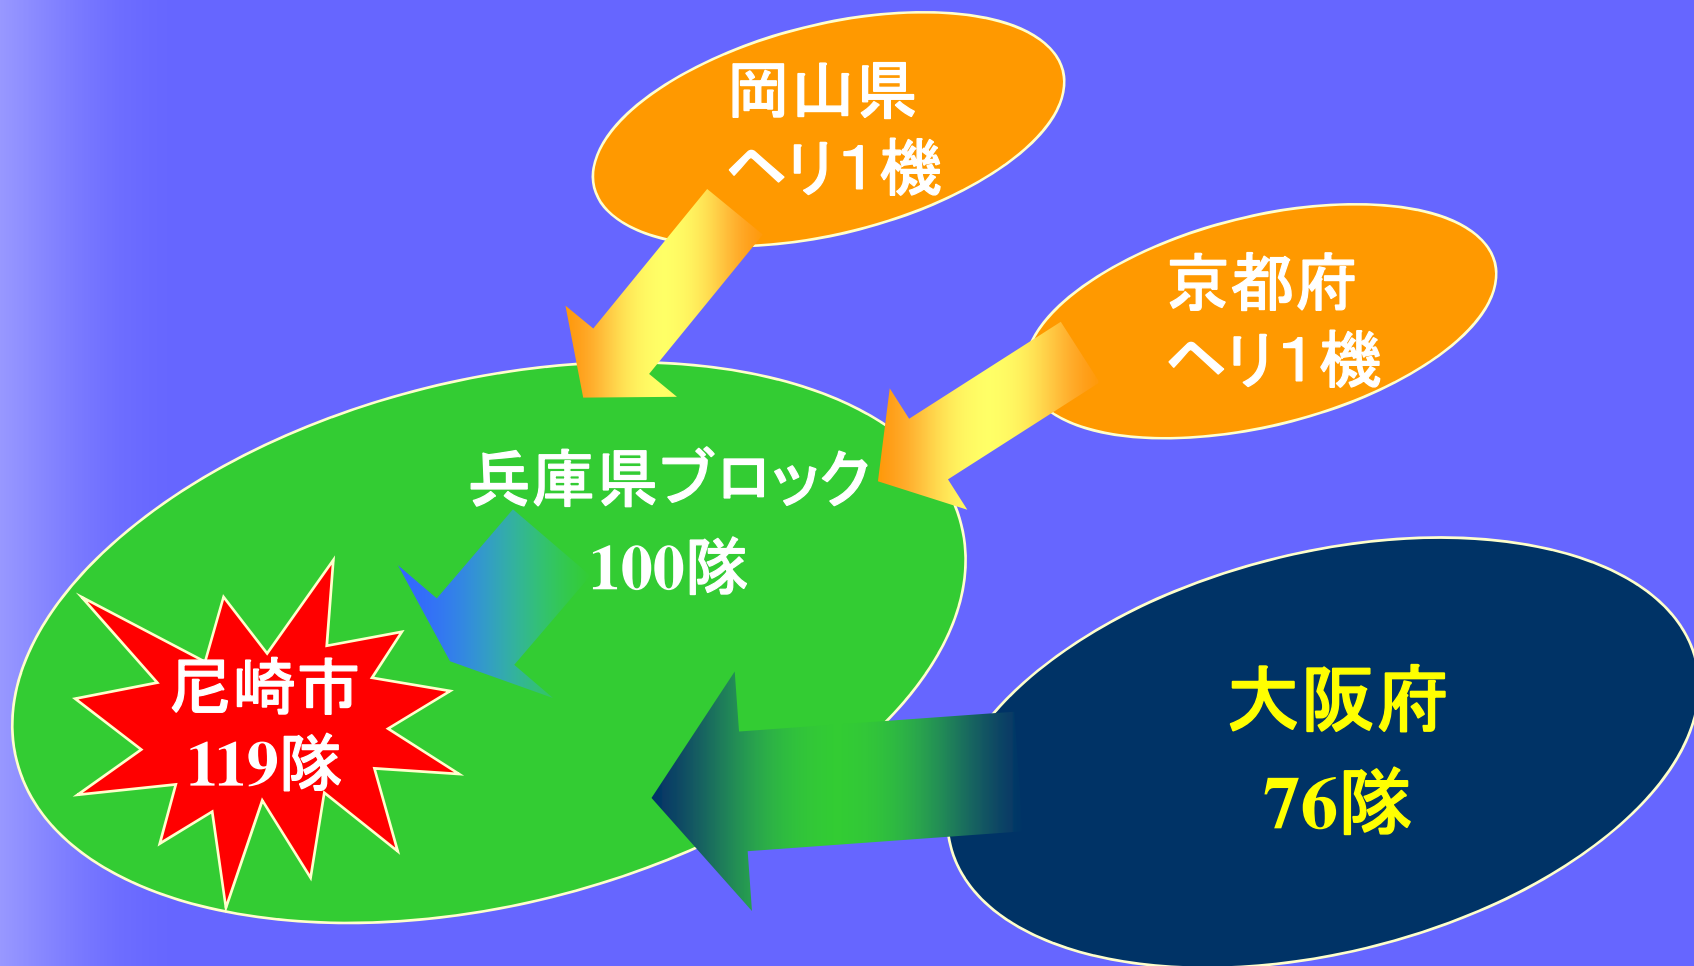 岡山県
ヘリ１機
京都府
ヘリ１機
兵庫県ブロック
100隊
尼崎市
119隊
大阪府
76隊